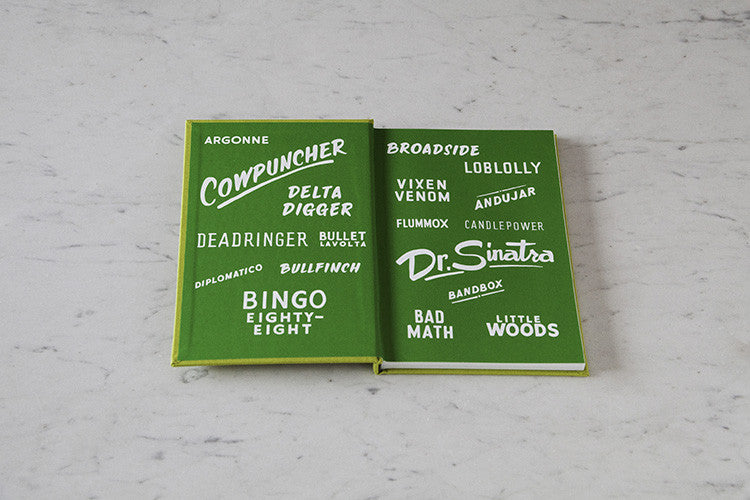 ARGONNE
COWPUNCHER
DELTA
DIGGER
DEADRINGER
BULLET
LAVOLTA
DIPLOMATICO
BULLFINCH
BINGO
EIGHTY-
EIGHT
BROADSIDE
LOBLOLLY
VIXEN
VENOM
ANDUJAR
FLUMMOX
CANDLEPOWER
Dr. Sinatra
BANDBOX
BAD
MATH
LITTLE
WOODS